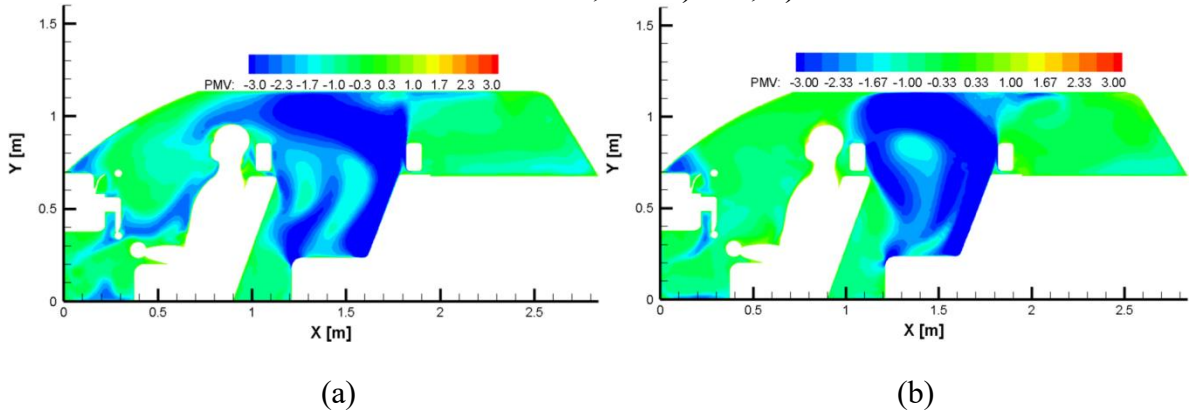 1.5
1
0.5
0
Y [m]
PMV: -3.0 -2.3 -1.7 -1.0 -0.3 0.3 1.0 1.7 2.3 3.0
0 0.5 1 1.5 2 2.5
X [m]
(a)
1.5
1
0.5
0
Y [m]
PMV: -3.00 -2.33 -1.67 -1.00 -0.33 0.33 1.00 1.67 2.33 3.00
0 0.5 1 1.5 2 2.5
X [m]
(b)